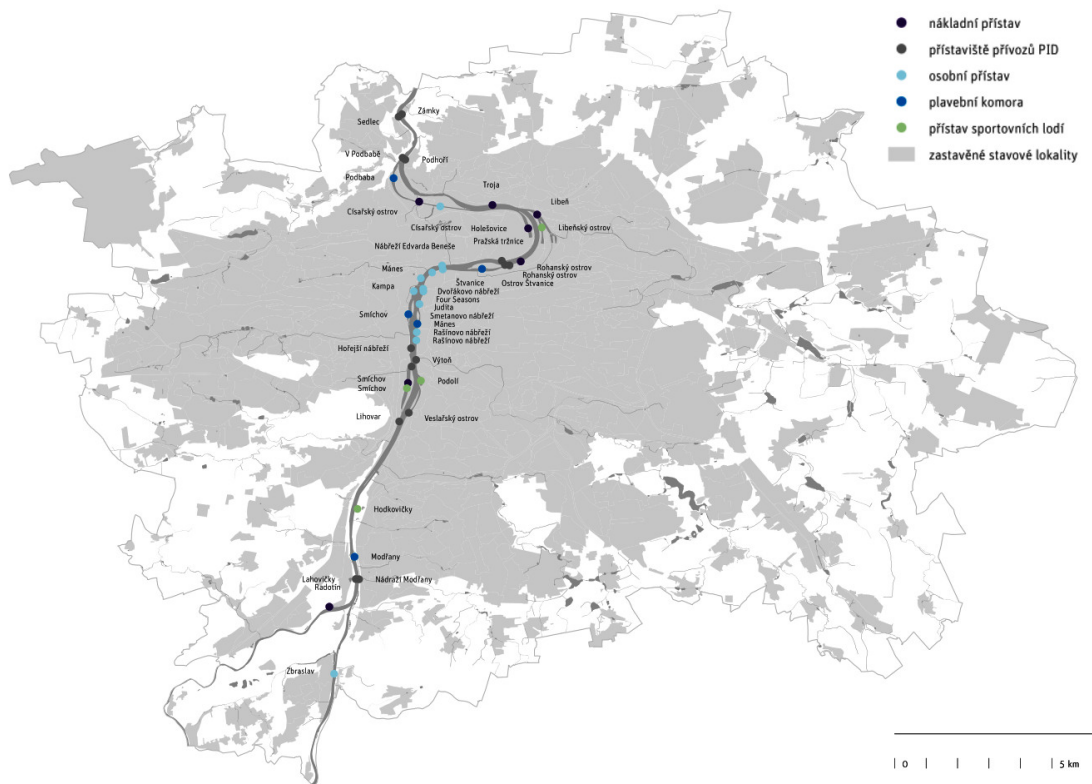 nákladní přístav
přístaviště přívozů PID
osobní přístav
plavební komora
přístav sportovních lodí
zastavěné stavové lokality
Zámky
Sedlec
V Podbabě
Podhoří
Podbaba
Troja
Libeň
Císařský ostrov
Císařský ostrov
Holešovice
Libeňský ostrov
Pražská tržnice
Nábřeží Edvarda Beneše
Mánes
Rohanský ostrov
Rohanský ostrov
Štvanice
Ostrov Štvanice
Kampa
Dvořákovo nábřeží
Four Seasons
Judita
Smíchov
Smetanovo nábřeží
Mánes
Rašínovo nábřeží
Rašínovo nábřeží
Hořejší nábřeží
Výtoň
Smíchov
Smíchov
Podolí
Lihovar
Veslařský ostrov
Hodkovičky
Modřany
Lahovičky
Radotín
Nádraží Modřany
Zbraslav
0 5 km